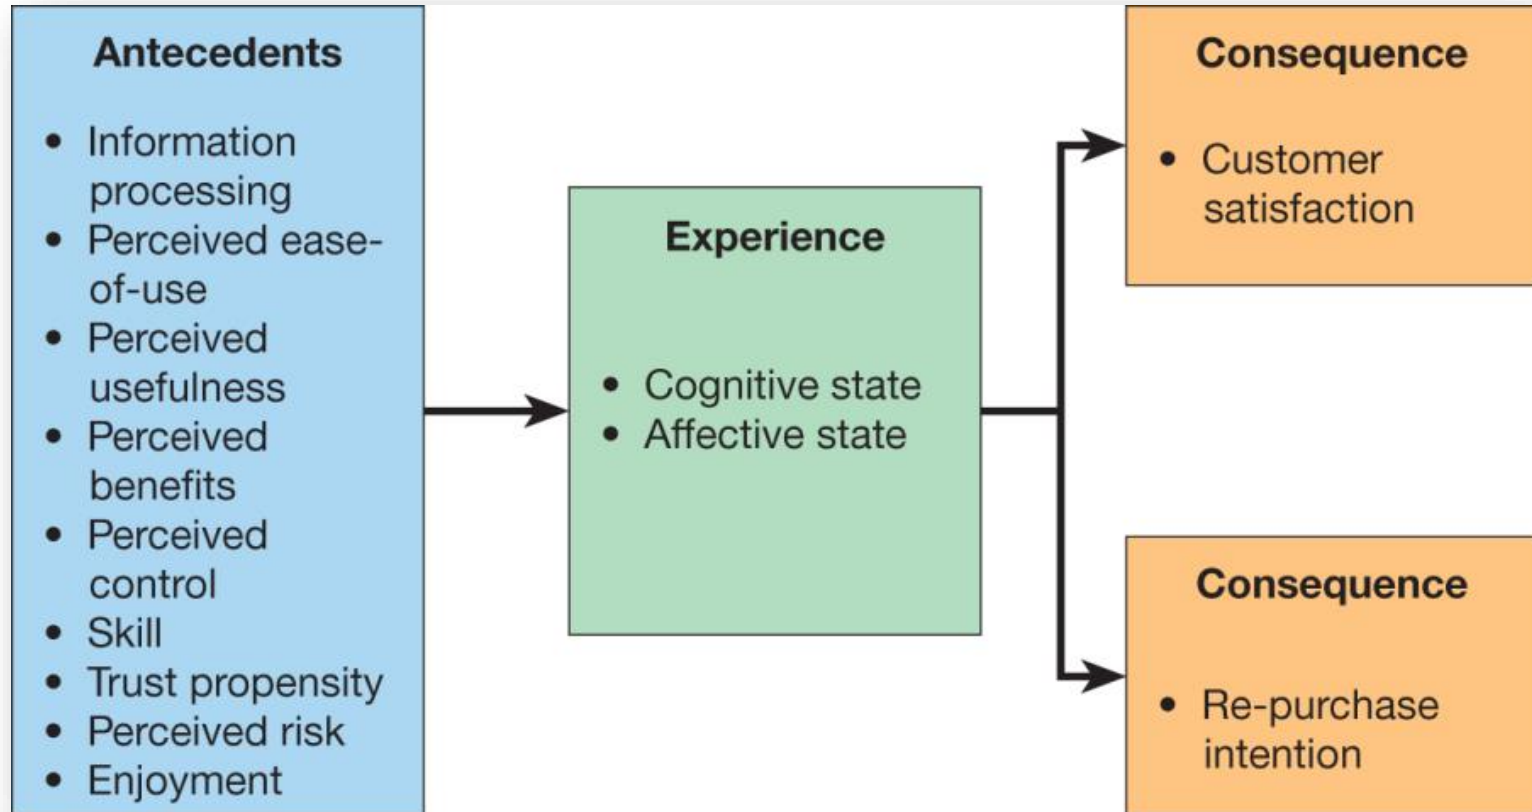 Antecedents
• Information
processing
• Perceived ease-
of-use
• Perceived
usefulness
• Perceived
benefits
• Perceived
control
• Skill
• Trust propensity
• Perceived risk
• Enjoyment
Experience
• Cognitive state
• Affective state
Consequence
• Customer
satisfaction
Consequence
• Re-purchase
intention